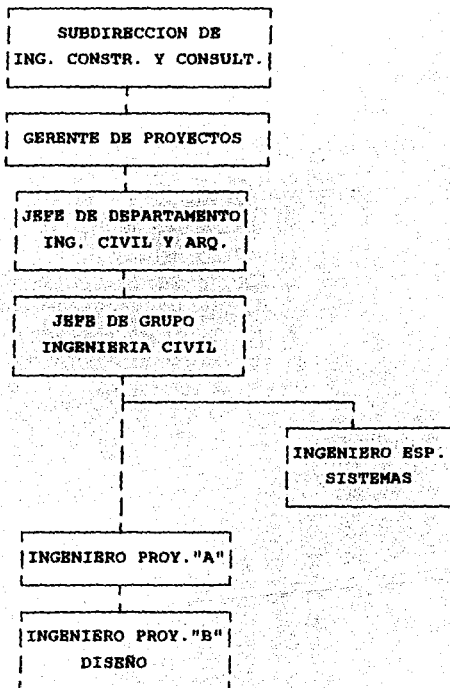 SUBDIRECCION DE
ING. CONSTR. Y CONSULT.
GERENTE DE PROYECTOS
JEFE DE DEPARTAMENTO
ING. CIVIL Y ARQ.
JEFE DE GRUPO
INGENIERIA CIVIL
INGENIERO ESP.
SISTEMAS
INGENIERO PROY."A"
INGENIERO PROY."B"
DISEÑO